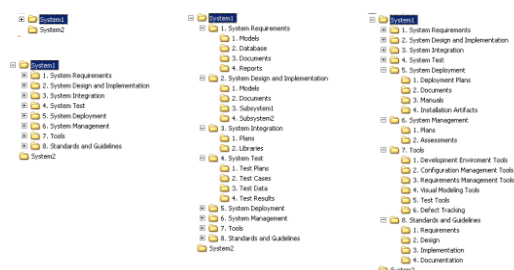 System1
System2
System1
1. System Requirements
2. System Design and Implementation
3. System Integration
4. System Test
5. System Deployment
6. System Management
7. Tools
8. Standards and Guidelines
System2
System1
1. System Requirements
1. Models
2. Database
3. Documents
4. Reports
2. System Design and Implementation
1. Models
2. Documents
3. Subsystem1
4. Subsystem2
3. System Integration
1. Plans
2. Libraries
4. System Test
1. Test Plans
2. Test Cases
3. Test Data
4. Test Results
5. System Deployment
6. System Management
7. Tools
8. Standards and Guidelines
System2
System1
1. System Requirements
2. System Design and Implementation
3. System Integration
4. System Test
5. System Deployment
1. Deployment Plans
2. Documents
3. Manuals
4. Installation Artifacts
6. System Management
1. Plans
2. Assessments
7. Tools
1. Development Enviroment Tools
2. Configuration Management Tools
3. Requirements Management Tools
4. Visual Modeling Tools
5. Test Tools
6. Defect Tracking
8. Standards and Guidelines
1. Requirements
2. Design
3. Implementation
4. Documentation